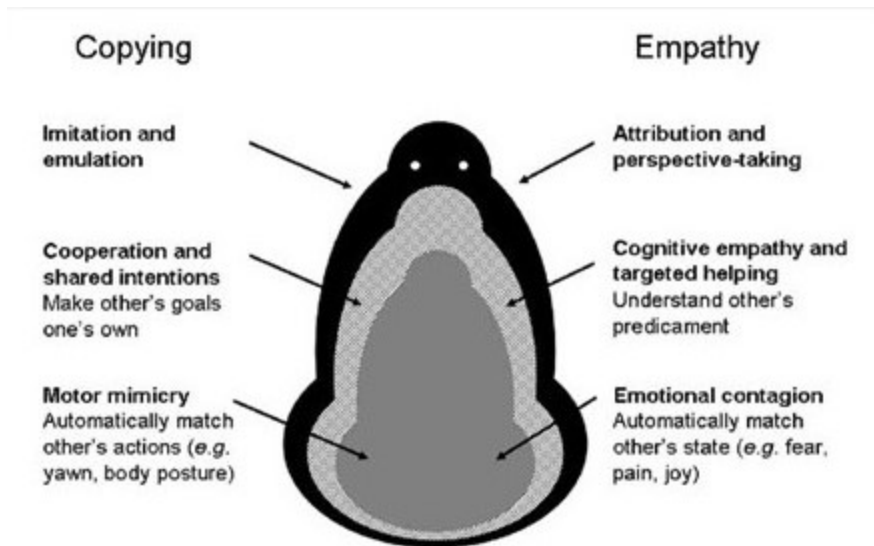 Copying
Empathy
Imitation and
emulation
Attribution and
perspective-taking
Cooperation and
shared intentions
Make other's goals
one's own
Cognitive empathy and
targeted helping
Understand other's
predicament
Motor mimicry
Automatically match
other's actions (e.g.
yawn, body posture)
Emotional contagion
Automatically match
other's state (e.g. fear,
pain, joy)